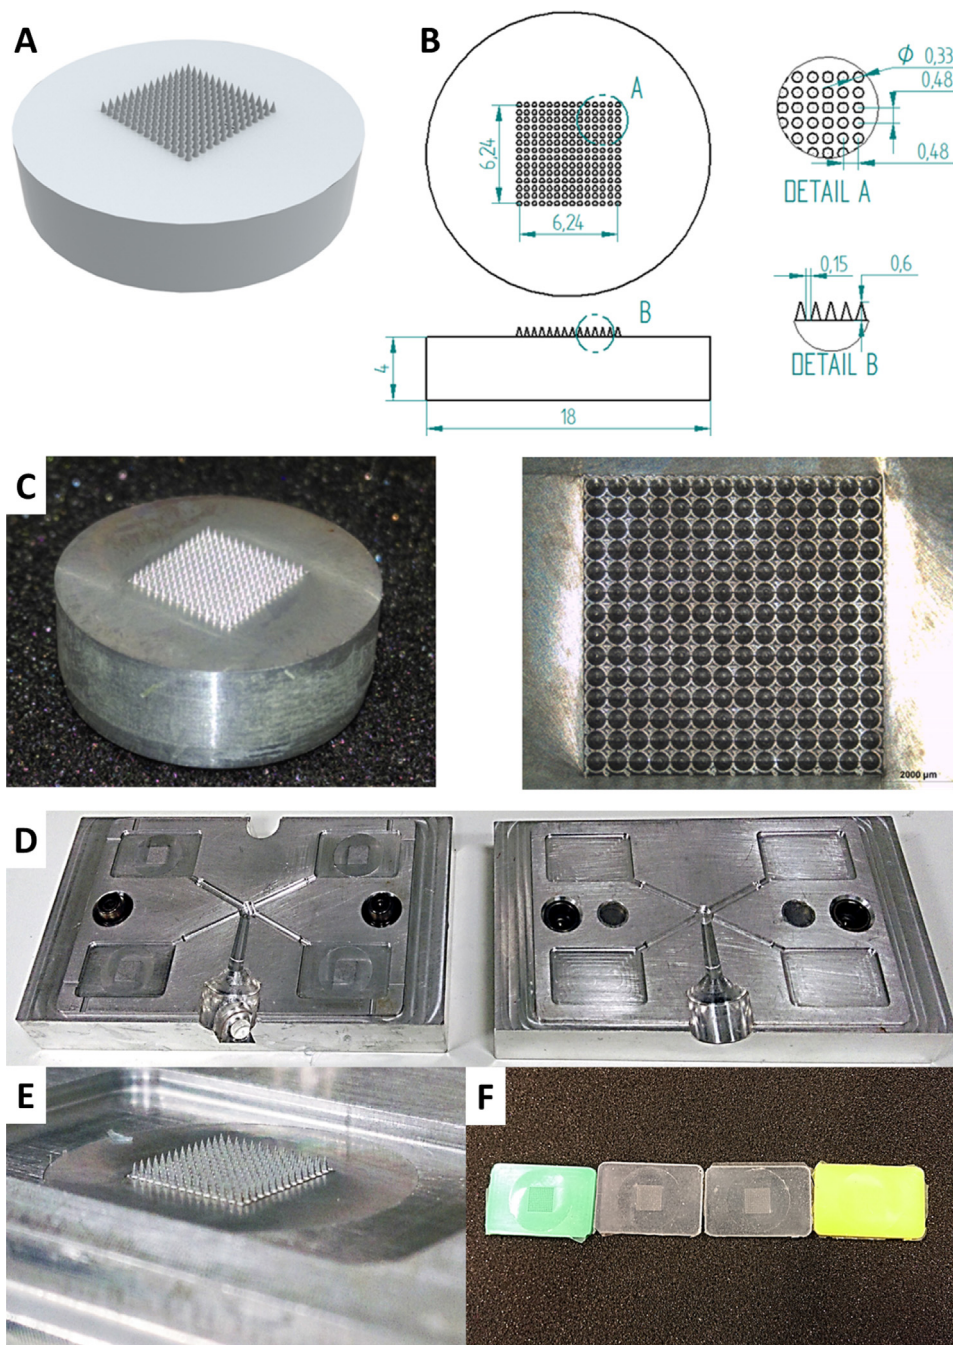 A
B
A
6,24
6,24
ϕ 0,33
0,48
0,48
DETAIL A
B
4
18
0,15
0,6
DETAIL B
C
2000 µm
D
E
F